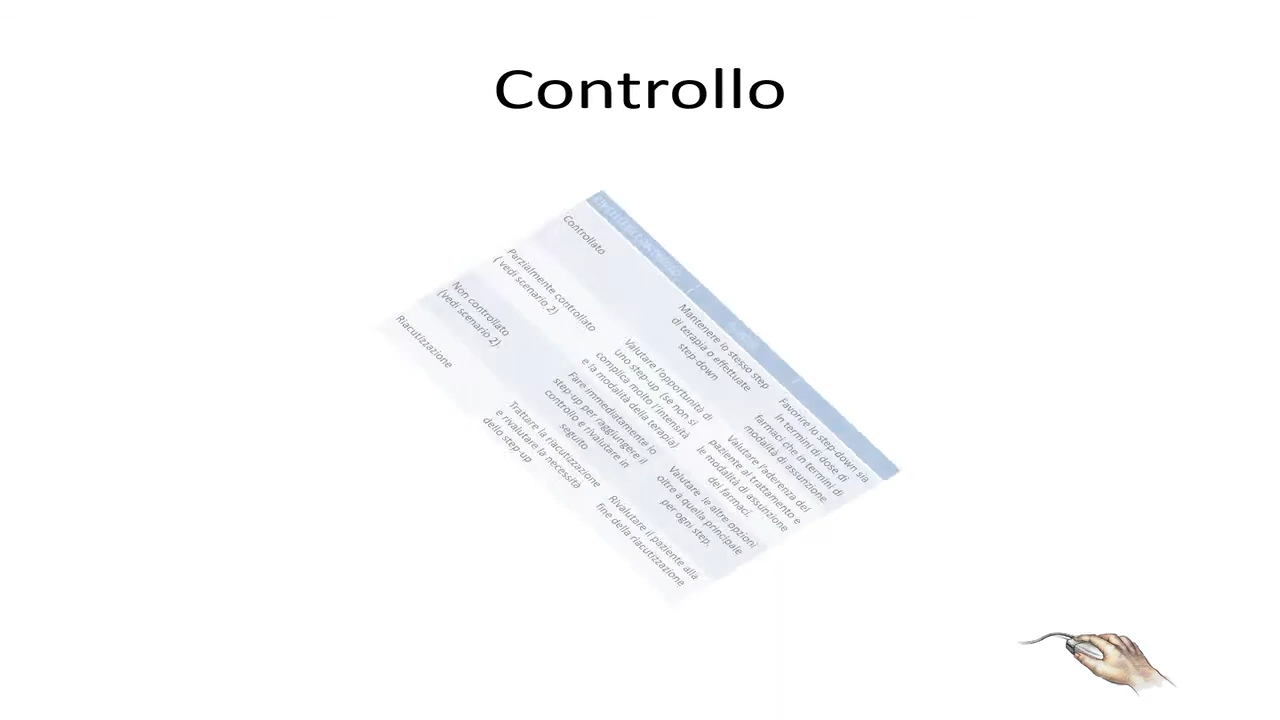 Controllo
Controllato
Mantenere lo stesso step
di terapia o effettuate
step-down
Favorire lo step-down sia
in termini di dose di
farmaci che in termini di
modalità di assunzione
Parzialmente controllato
( vedi scenario 2)
Valutare l'opportunità di
uno step-up (se non si
complica molto l'intensità
e la modalità della terapia)
Valutare l'aderenza del
paziente al trattamento e
le modalità di assunzione
dei farmaci.
Non controllato
(vedi scenario 2)
Fare immediatamente lo
step-up per raggiungere il
controllo e rivalutare in
seguito
Valutare le altre opzioni
oltre a quella principale
per ogni step.
Riacutizzazione
Trattare la riacutizzazione
e rivalutare la necessità
dello step-up
Rivalutare il paziente alla
fine della riacutizzazione